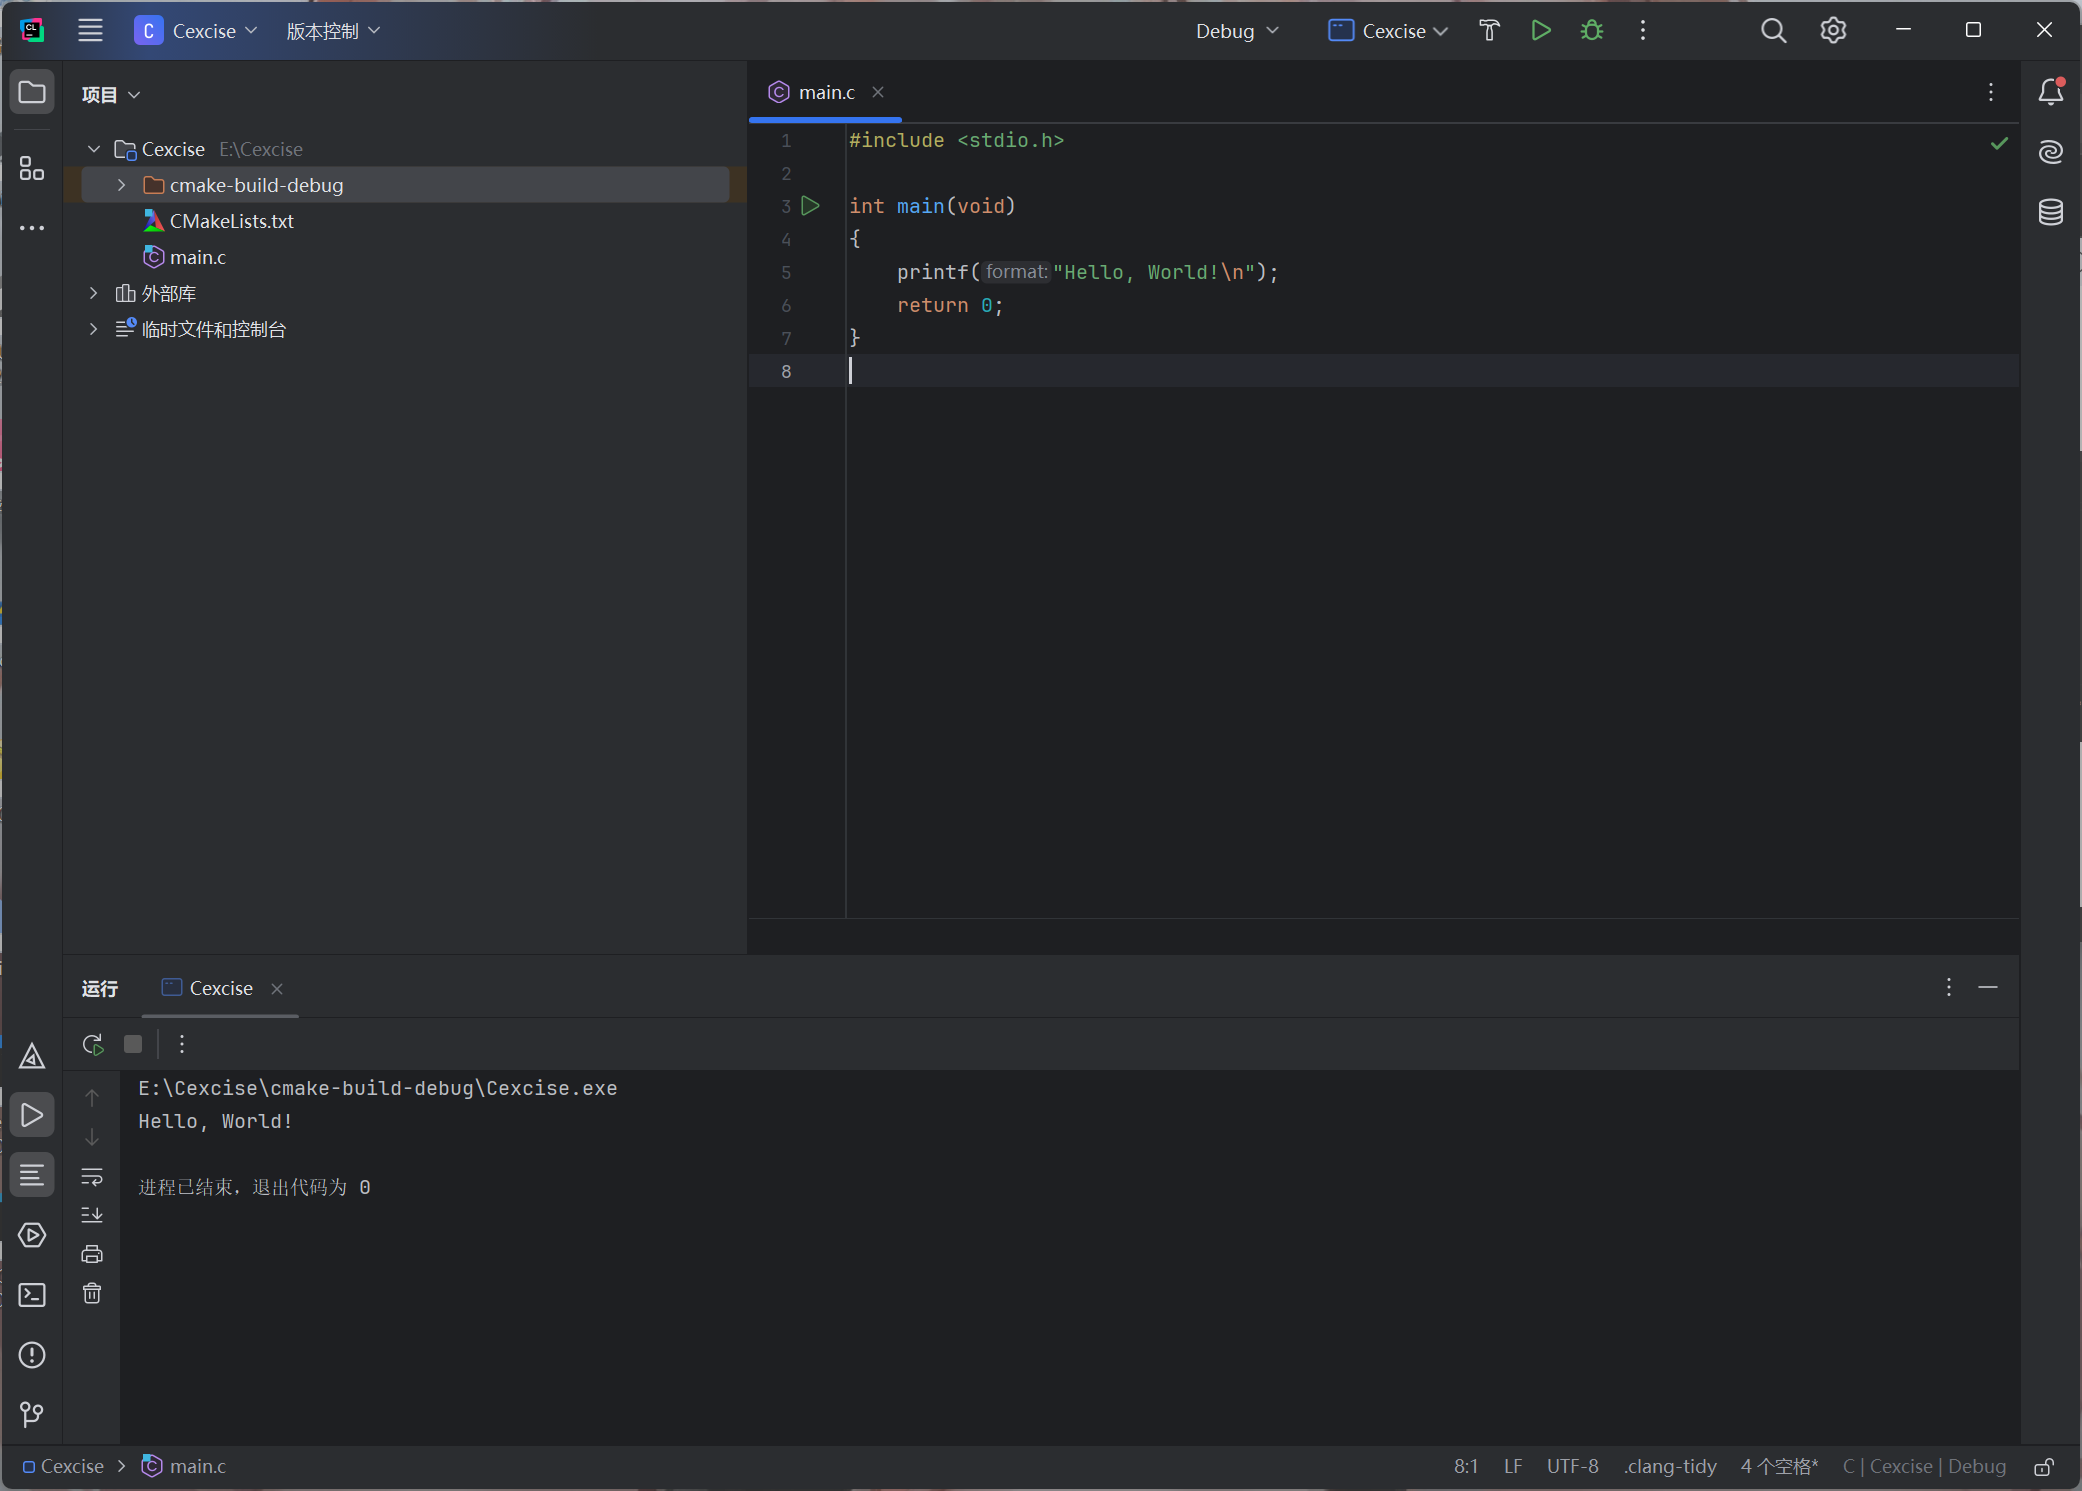 CL
C Cexcise 版本控制 Debug Cexcise
项目
Cexcise E:\Cexcise
cmake-build-debug
CMakeLists.txt
C main.c
外部库
临时文件和控制台
C main.c
1 #include <stdio.h>
2
3 int main(void)
4 {
5 printf(format:"Hello, World!\n");
6 return 0;
7 }
8
运行 Cexcise
E:\Cexcise\cmake-build-debug\Cexcise.exe
Hello, World!
进程已结束，退出代码为 0
Cexcise > C main.c 8:1 LF UTF-8 .clang-tidy 4 个空格* C | Cexcise | Debug